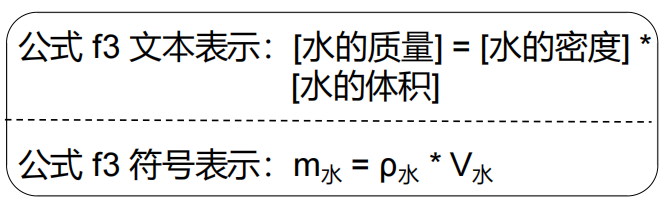 公式 f3 文本表示：[水的质量] = [水的密度] *
[水的体积]
公式 f3 符号表示：m水 = ρ水 * V水